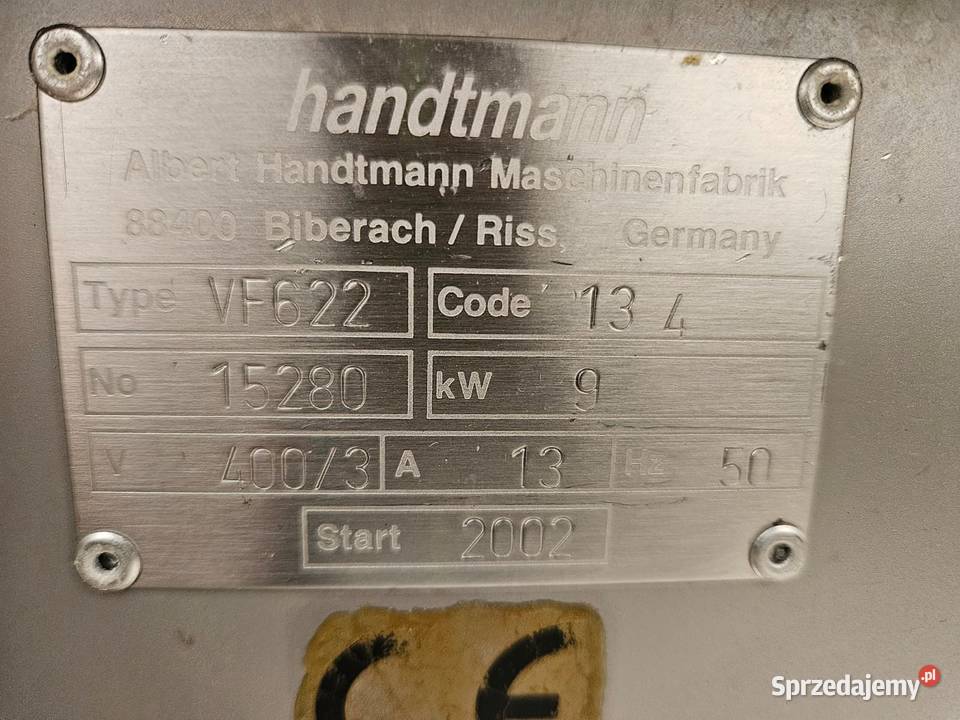 handtmann
Albert Handtmann Maschinenfabrik
88400 Biberach / Riss, Germany
Type VF622 Code 13 4
No 15280 kW 9
V 400/3 A 13 Hz 50
Start 2002
CE
Sprzedajemy.pl